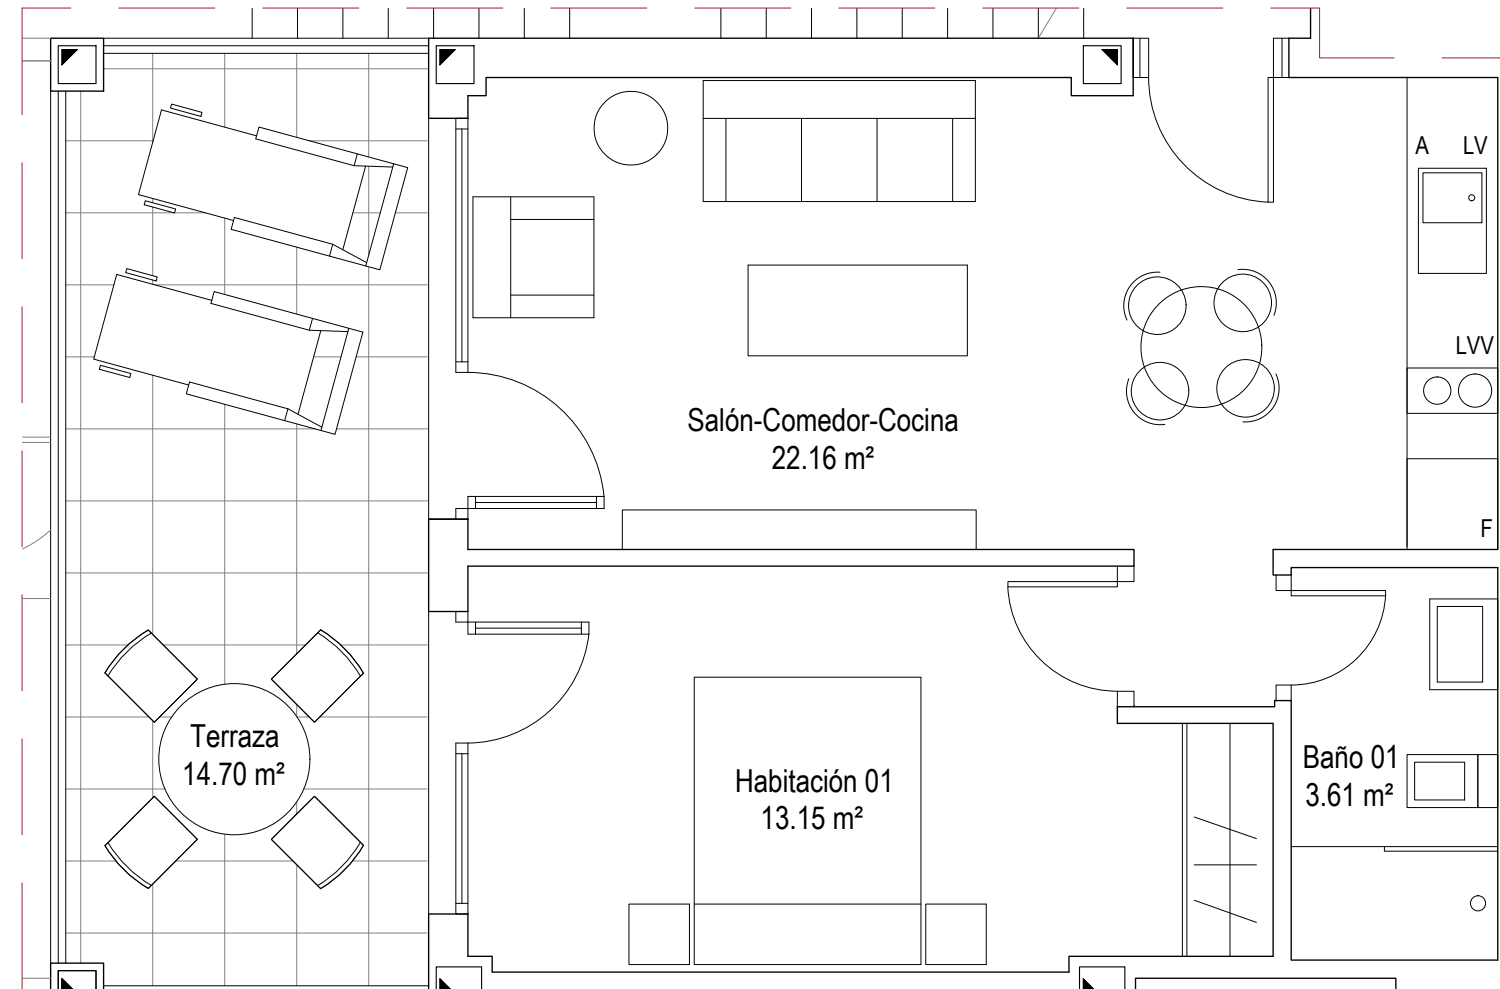 A LV
LVV
Salón-Comedor-Cocina
22.16 m²
F
Terraza
14.70 m²
Habitación 01
13.15 m²
Baño 01
3.61 m²